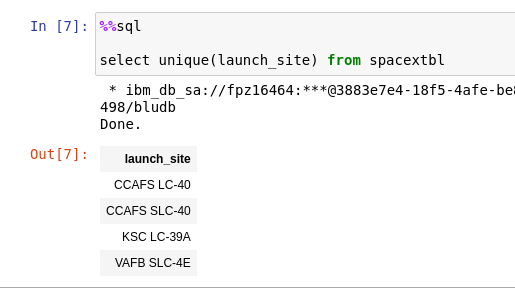 In [7]: %%sql
select unique(launch_site) from spacextbl
* ibm_db_sa://fpz16464:***@3883e7e4-18f5-4afe-be8
498/bludb
Done.
Out[7]:
launch_site
CCAFS LC-40
CCAFS SLC-40
KSC LC-39A
VAFB SLC-4E